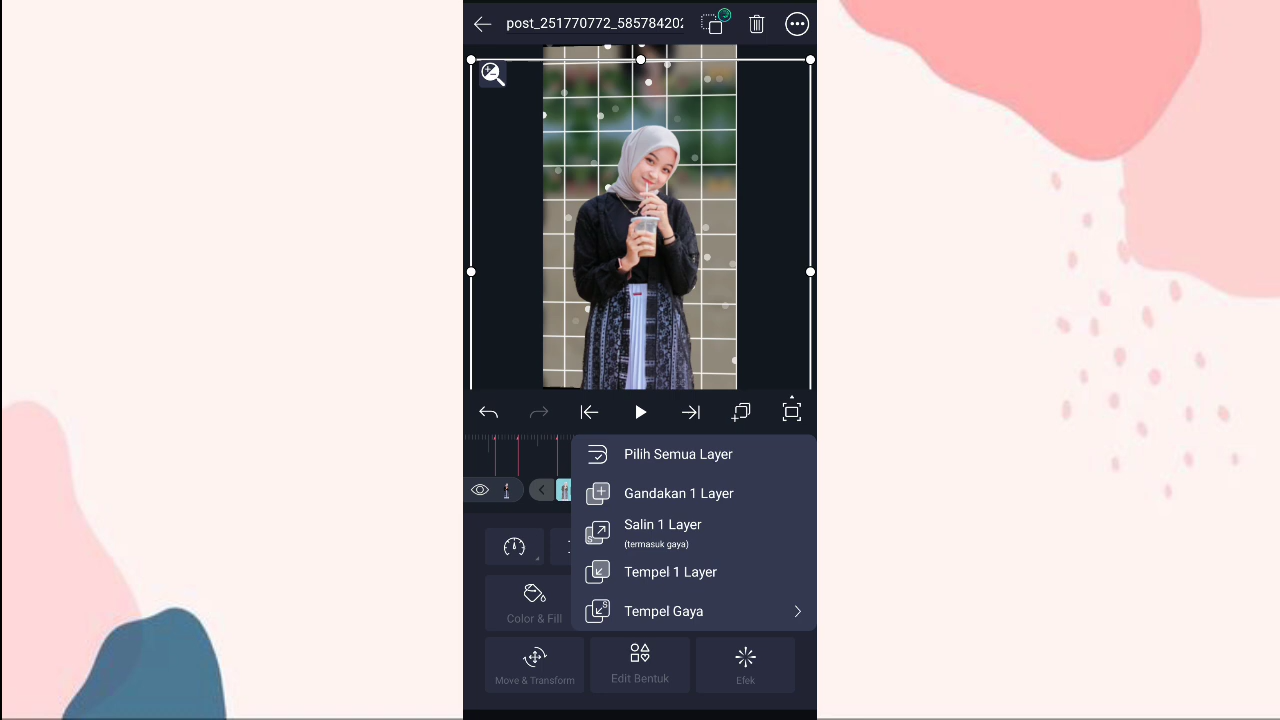 post_251770772_585784202
Pilih Semua Layer
Gandakan 1 Layer
Salin 1 Layer
(termasuk gaya)
Tempel 1 Layer
Tempel Gaya
Color & Fill
Move & Transform
Edit Bentuk
Efek